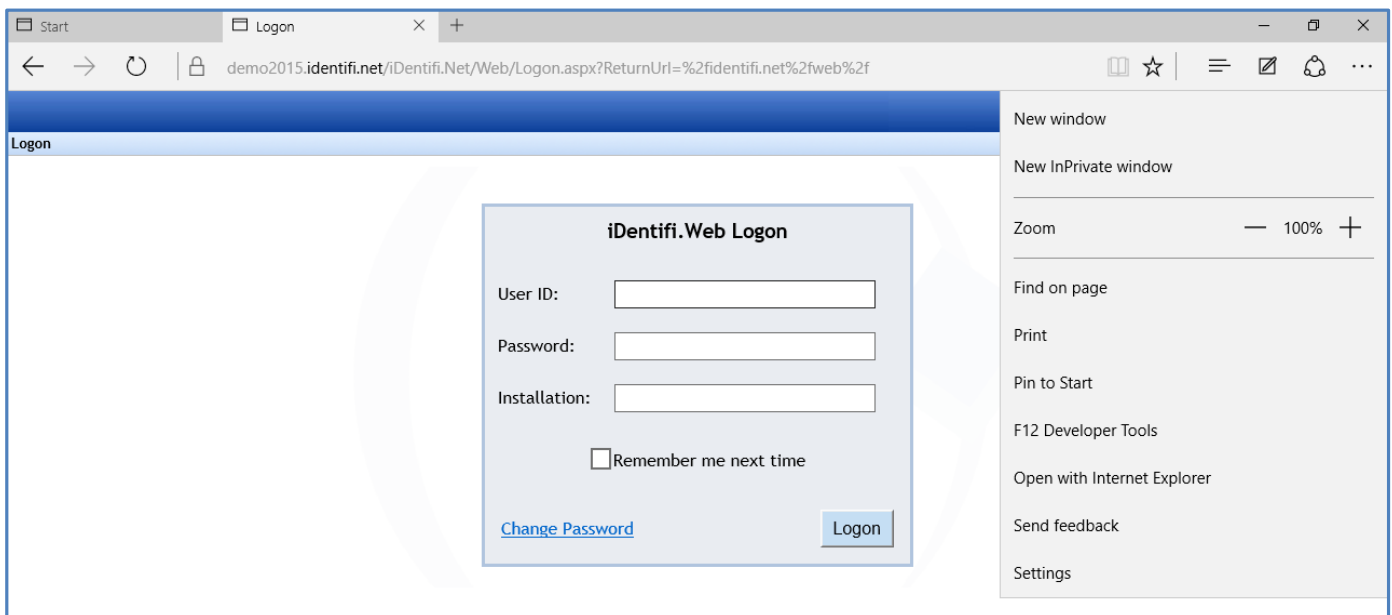 Start
Logon
demo2015.identifi.net/iDentifi.Net/Web/Logon.aspx?ReturnUrl=%2fidentifi.net%2fweb%2f
Logon
iDentifi.Web Logon
User ID:
Password:
Installation:
Remember me next time
Change Password
Logon
New window
New InPrivate window
Zoom 100%
Find on page
Print
Pin to Start
F12 Developer Tools
Open with Internet Explorer
Send feedback
Settings